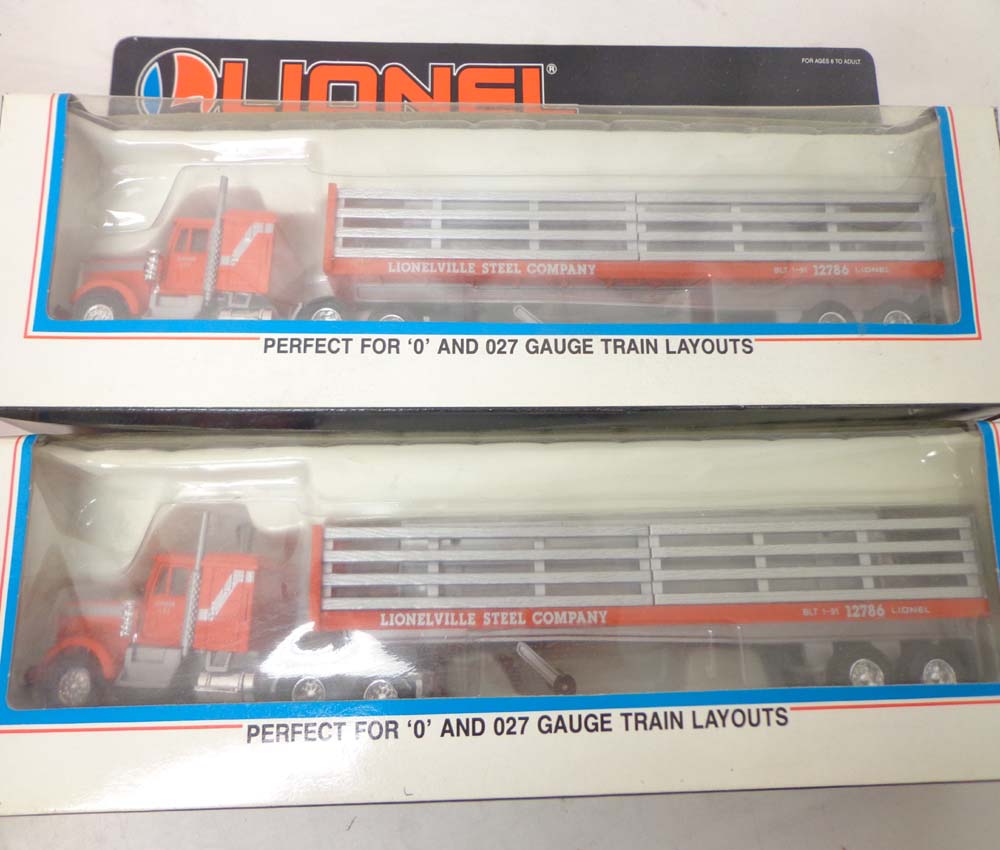 FOR AGES 8 TO ADULT
LIONEL®
LIONELVILLE STEEL COMPANY BLT 1-91 12786 LIONEL
PERFECT FOR ‘0’ AND 027 GAUGE TRAIN LAYOUTS
LIONELVILLE STEEL COMPANY BLT 1-91 12786 LIONEL
PERFECT FOR ‘0’ AND 027 GAUGE TRAIN LAYOUTS